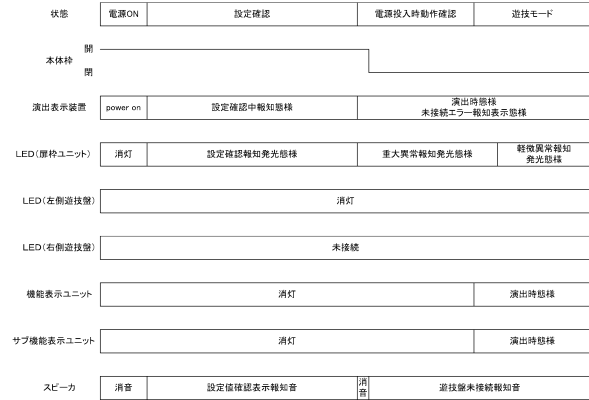 状態 電源ON 設定確認 電源投入時動作確認 遊技モード
開
本体枠
閉
演出表示装置 power on 設定確認中報知態様 演出時態様
未接続エラー報知表示態様
LED(扉枠ユニット) 消灯 設定確認報知発光態様 重大異常報知発光態様 軽微異常報知
発光態様
LED(左側遊技盤) 消灯
LED(右側遊技盤) 未接続
機能表示ユニット 消灯 演出時態様
サブ機能表示ユニット 消灯 演出時態様
スピーカ 消音 設定値確認表示報知音 消音 遊技盤未接続報知音